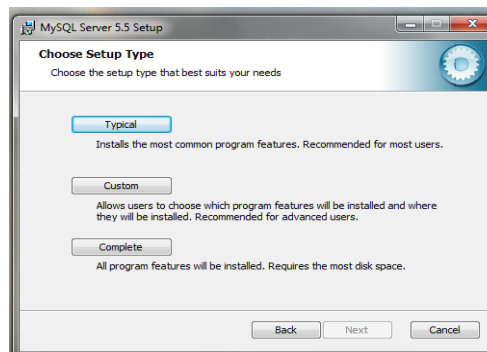 MySQL Server 5.5 Setup
Choose Setup Type
Choose the setup type that best suits your needs
Typical
Installs the most common program features. Recommended for most users.
Custom
Allows users to choose which program features will be installed and where
they will be installed. Recommended for advanced users.
Complete
All program features will be installed. Requires the most disk space.
Back Next Cancel